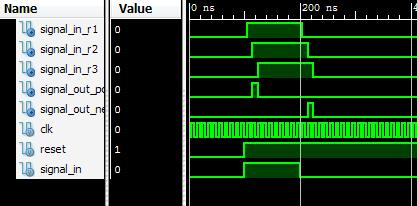 Name Value 0 ns 200 ns 4
signal_in_r1 0
signal_in_r2 0
signal_in_r3 0
signal_out_po 0
signal_out_ne 0
clk 0
reset 1
signal_in 0